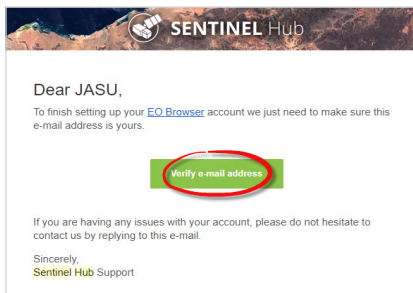 SENTINEL Hub
Dear JASU,
To finish setting up your EO Browser account we just need to make sure this
e-mail address is yours.
Verify e-mail address
If you are having any issues with your account, please do not hesitate to
contact us by replying to this e-mail.
Sincerely,
Sentinel Hub Support